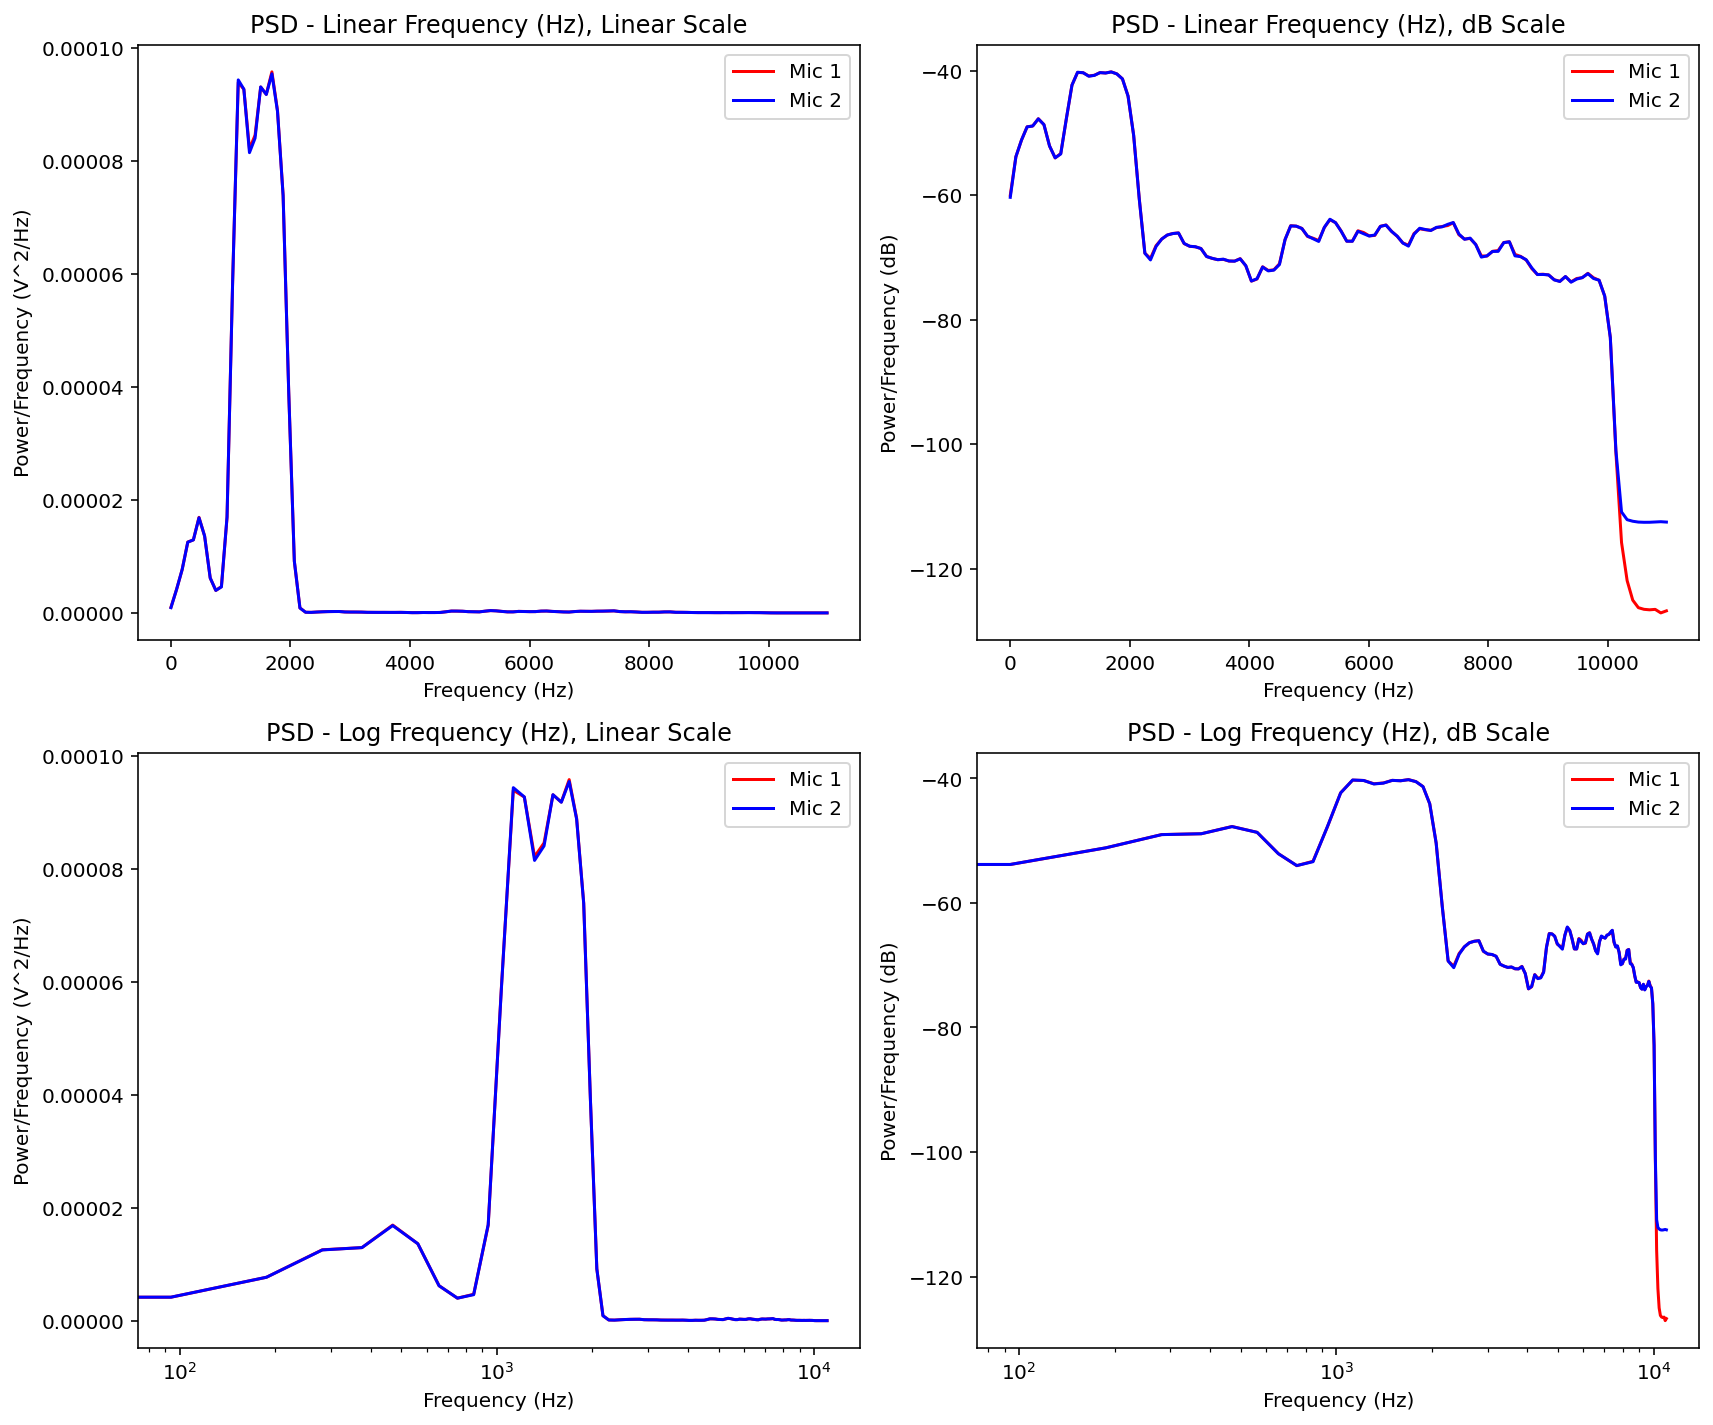 PSD - Linear Frequency (Hz), Linear Scale
0.00010
0.00008
0.00006
0.00004
0.00002
0.00000
Power/Frequency (V^2/Hz)
Mic 1
Mic 2
0 2000 4000 6000 8000 10000
Frequency (Hz)
PSD - Linear Frequency (Hz), dB Scale
−40
−60
−80
−100
−120
Power/Frequency (dB)
Mic 1
Mic 2
0 2000 4000 6000 8000 10000
Frequency (Hz)
PSD - Log Frequency (Hz), Linear Scale
0.00010
0.00008
0.00006
0.00004
0.00002
0.00000
Power/Frequency (V^2/Hz)
Mic 1
Mic 2
10² 10³ 10⁴
Frequency (Hz)
PSD - Log Frequency (Hz), dB Scale
−40
−60
−80
−100
−120
Power/Frequency (dB)
Mic 1
Mic 2
10² 10³ 10⁴
Frequency (Hz)